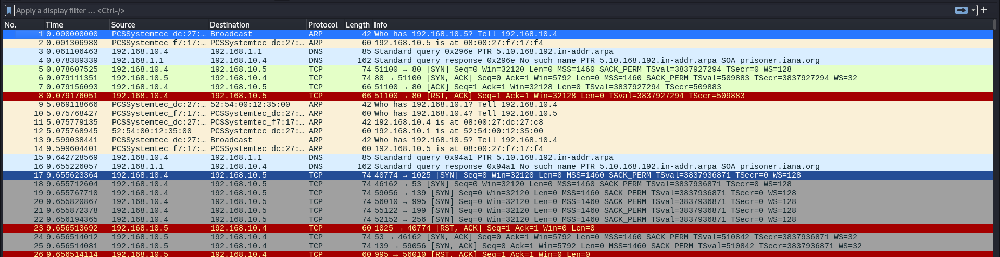 Apply a display filter … <Ctrl-/>
No. Time Source Destination Protocol Length Info
1 0.000000000 PCSSystemtec_dc:27:… Broadcast ARP 42 Who has 192.168.10.5? Tell 192.168.10.4
2 0.001306980 PCSSystemtec_f7:17:… PCSSystemtec_dc:27:… ARP 60 192.168.10.5 is at 08:00:27:f7:17:f4
3 0.061106463 192.168.10.4 192.168.1.1 DNS 85 Standard query 0x296e PTR 5.10.168.192.in-addr.arpa
4 0.078389339 192.168.1.1 192.168.10.4 DNS 162 Standard query response 0x296e No such name PTR 5.10.168.192.in-addr.arpa SOA prisoner.iana.org
5 0.078607525 192.168.10.4 192.168.10.5 TCP 74 51100 → 80 [SYN] Seq=0 Win=32120 Len=0 MSS=1460 SACK_PERM TSval=3837927294 TSecr=0 WS=128
6 0.079111351 192.168.10.5 192.168.10.4 TCP 74 80 → 51100 [SYN, ACK] Seq=0 Ack=1 Win=5792 Len=0 MSS=1460 SACK_PERM TSval=509883 TSecr=3837927294 WS=32
7 0.079156093 192.168.10.4 192.168.10.5 TCP 66 51100 → 80 [ACK] Seq=1 Ack=1 Win=32128 Len=0 TSval=3837927294 TSecr=509883
8 0.079176051 192.168.10.4 192.168.10.5 TCP 66 51100 → 80 [RST, ACK] Seq=1 Ack=1 Win=32128 Len=0 TSval=3837927294 TSecr=509883
9 5.069118666 PCSSystemtec_dc:27:… 52:54:00:12:35:00 ARP 42 Who has 192.168.10.1? Tell 192.168.10.4
10 5.075768427 PCSSystemtec_f7:17:… PCSSystemtec_dc:27:… ARP 60 Who has 192.168.10.4? Tell 192.168.10.5
11 5.075779135 PCSSystemtec_dc:27:… PCSSystemtec_f7:17:… ARP 42 192.168.10.4 is at 08:00:27:dc:27:c8
12 5.075768945 52:54:00:12:35:00 PCSSystemtec_dc:27:… ARP 60 192.168.10.1 is at 52:54:00:12:35:00
13 9.599038441 PCSSystemtec_dc:27:… Broadcast ARP 42 Who has 192.168.10.5? Tell 192.168.10.4
14 9.599604401 PCSSystemtec_f7:17:… PCSSystemtec_dc:27:… ARP 60 192.168.10.5 is at 08:00:27:f7:17:f4
15 9.642728569 192.168.10.4 192.168.1.1 DNS 85 Standard query 0x94a1 PTR 5.10.168.192.in-addr.arpa
16 9.655226057 192.168.1.1 192.168.10.4 DNS 162 Standard query response 0x94a1 No such name PTR 5.10.168.192.in-addr.arpa SOA prisoner.iana.org
17 9.655623364 192.168.10.4 192.168.10.5 TCP 74 40774 → 1025 [SYN] Seq=0 Win=32120 Len=0 MSS=1460 SACK_PERM TSval=3837936871 TSecr=0 WS=128
18 9.655712604 192.168.10.4 192.168.10.5 TCP 74 46162 → 53 [SYN] Seq=0 Win=32120 Len=0 MSS=1460 SACK_PERM TSval=3837936871 TSecr=0 WS=128
19 9.655767710 192.168.10.4 192.168.10.5 TCP 74 59056 → 139 [SYN] Seq=0 Win=32120 Len=0 MSS=1460 SACK_PERM TSval=3837936871 TSecr=0 WS=128
20 9.655820867 192.168.10.4 192.168.10.5 TCP 74 56010 → 995 [SYN] Seq=0 Win=32120 Len=0 MSS=1460 SACK_PERM TSval=3837936871 TSecr=0 WS=128
21 9.655872378 192.168.10.4 192.168.10.5 TCP 74 55122 → 199 [SYN] Seq=0 Win=32120 Len=0 MSS=1460 SACK_PERM TSval=3837936871 TSecr=0 WS=128
22 9.656194365 192.168.10.4 192.168.10.5 TCP 74 52152 → 256 [SYN] Seq=0 Win=32120 Len=0 MSS=1460 SACK_PERM TSval=3837936871 TSecr=0 WS=128
23 9.656513692 192.168.10.5 192.168.10.4 TCP 60 1025 → 40774 [RST, ACK] Seq=1 Ack=1 Win=0 Len=0
24 9.656514012 192.168.10.5 192.168.10.4 TCP 74 53 → 46162 [SYN, ACK] Seq=0 Ack=1 Win=5792 Len=0 MSS=1460 SACK_PERM TSval=510842 TSecr=3837936871 WS=32
25 9.656514081 192.168.10.5 192.168.10.4 TCP 74 139 → 59056 [SYN, ACK] Seq=0 Ack=1 Win=5792 Len=0 MSS=1460 SACK_PERM TSval=510842 TSecr=3837936871 WS=32
26 9.656514114 192.168.10.5 192.168.10.4 TCP 60 995 → 56010 [RST, ACK] Seq=1 Ack=1 Win=0 Len=0